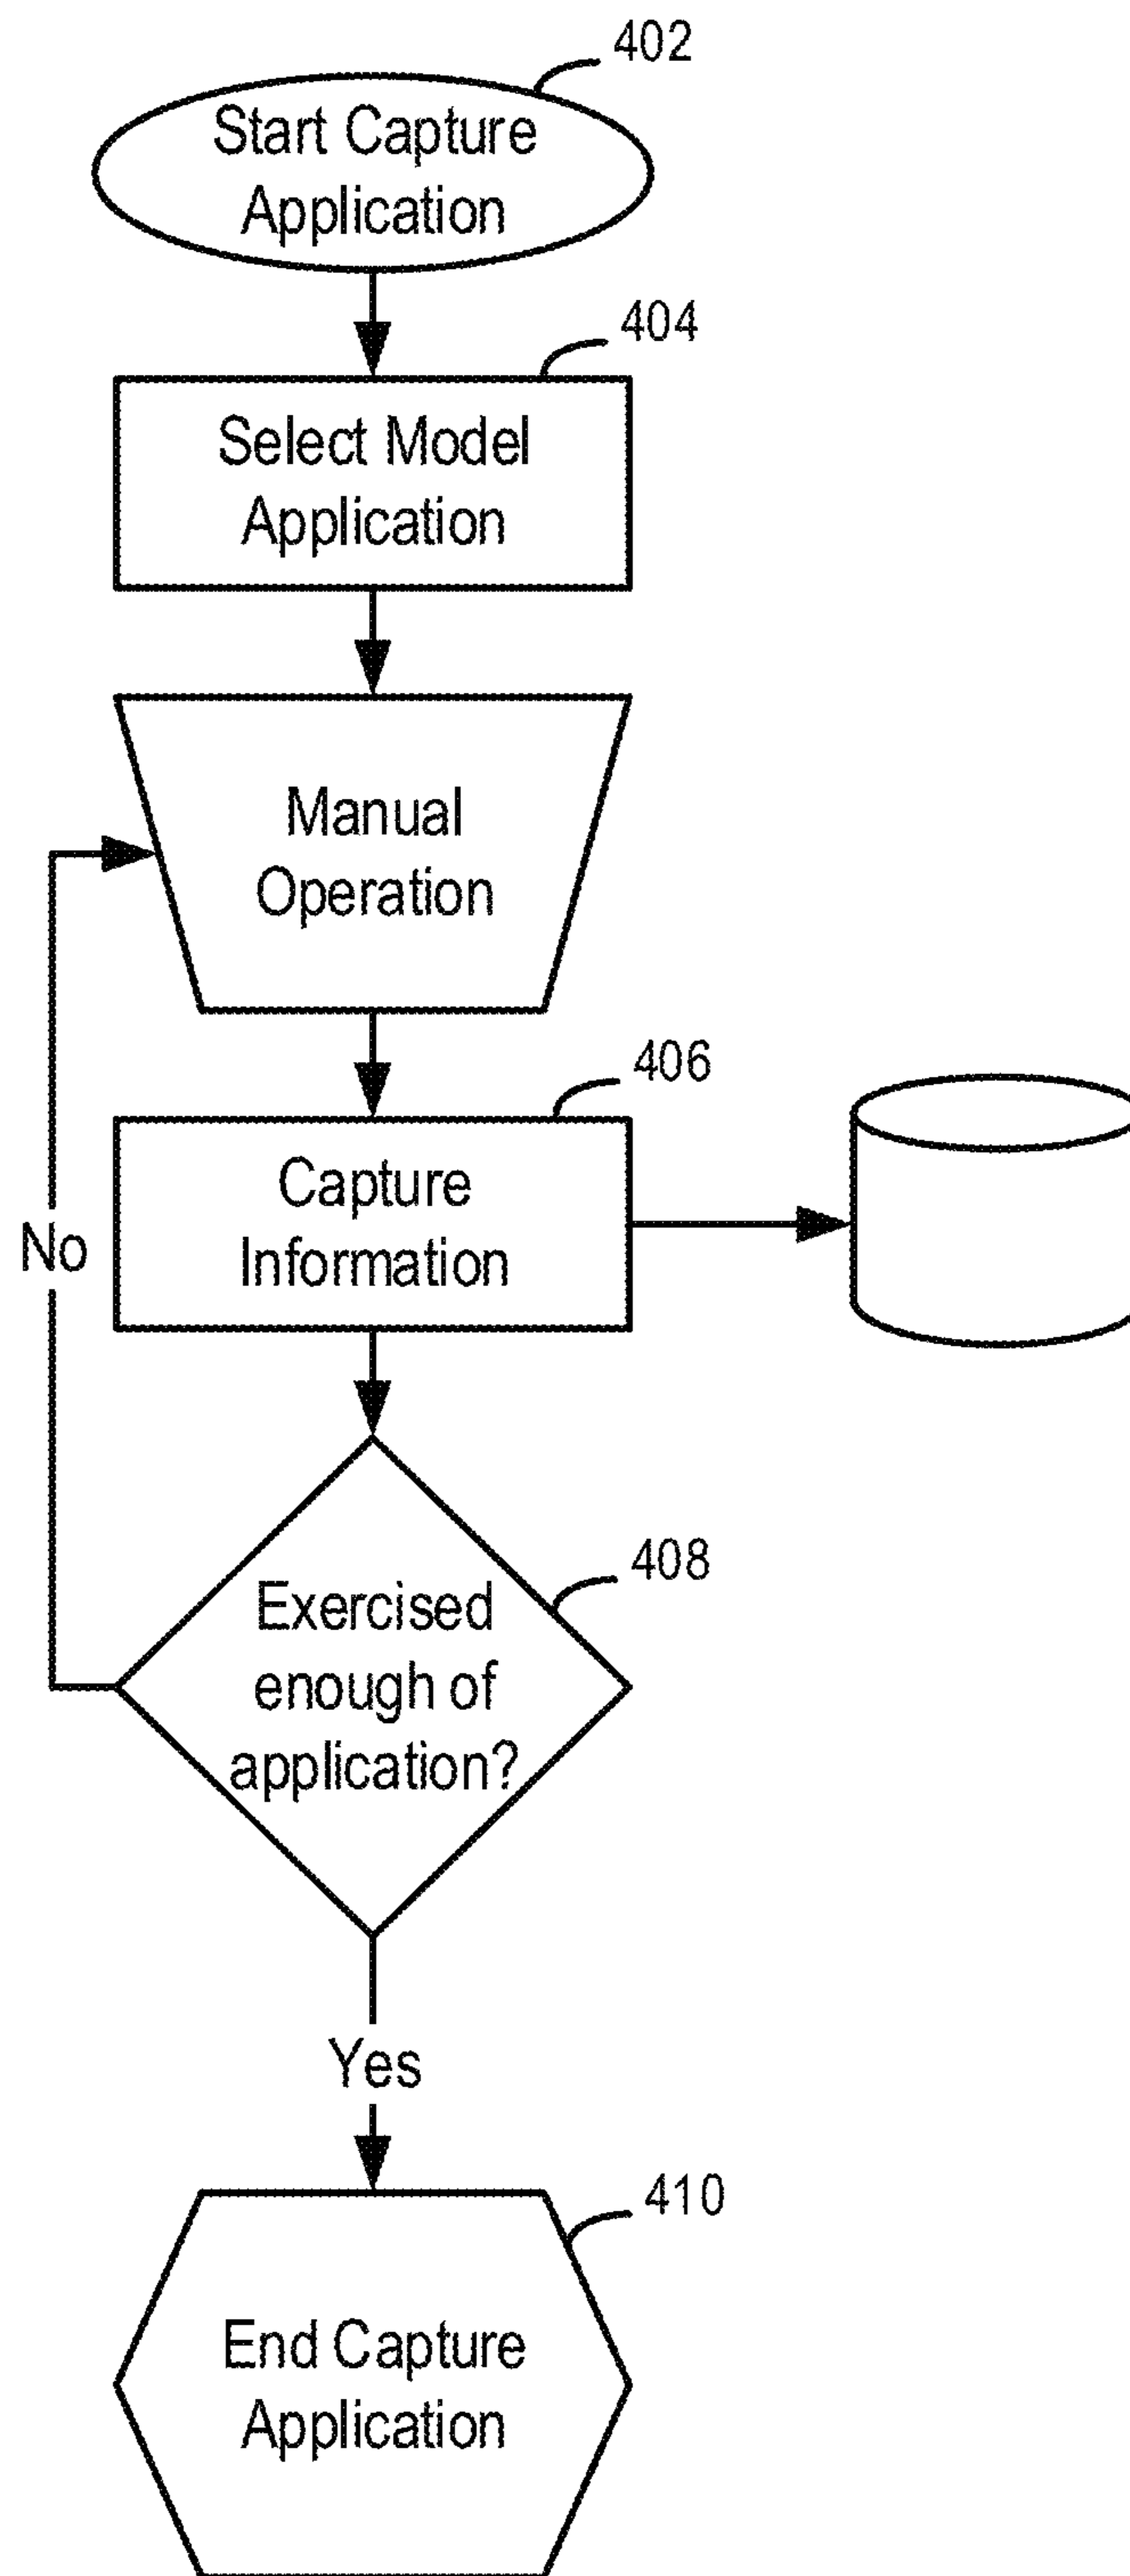 402
Start Capture
Application
404
Select Model
Application
Manual
Operation
406
Capture
Information
No
408
Exercised
enough of
application?
Yes
410
End Capture
Application